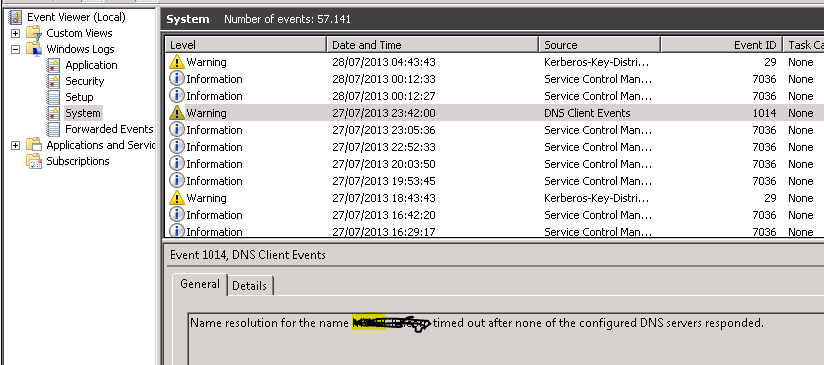 Event Viewer (Local)
Custom Views
Windows Logs
Application
Security
Setup
System
Forwarded Events
Applications and Servic
Subscriptions
System Number of events: 57.141
Level Date and Time Source Event ID Task Ca
Warning 28/07/2013 04:43:43 Kerberos-Key-Distri... 29 None
Information 28/07/2013 00:12:33 Service Control Man... 7036 None
Information 28/07/2013 00:12:27 Service Control Man... 7036 None
Warning 27/07/2013 23:42:00 DNS Client Events 1014 None
Information 27/07/2013 23:05:36 Service Control Man... 7036 None
Information 27/07/2013 22:52:33 Service Control Man... 7036 None
Information 27/07/2013 20:03:50 Service Control Man... 7036 None
Information 27/07/2013 19:53:45 Service Control Man... 7036 None
Warning 27/07/2013 18:43:43 Kerberos-Key-Distri... 29 None
Information 27/07/2013 16:42:20 Service Control Man... 7036 None
Information 27/07/2013 16:29:17 Service Control Man... 7036 None
Event 1014, DNS Client Events
General Details
Name resolution for the name timed out after none of the configured DNS servers responded.